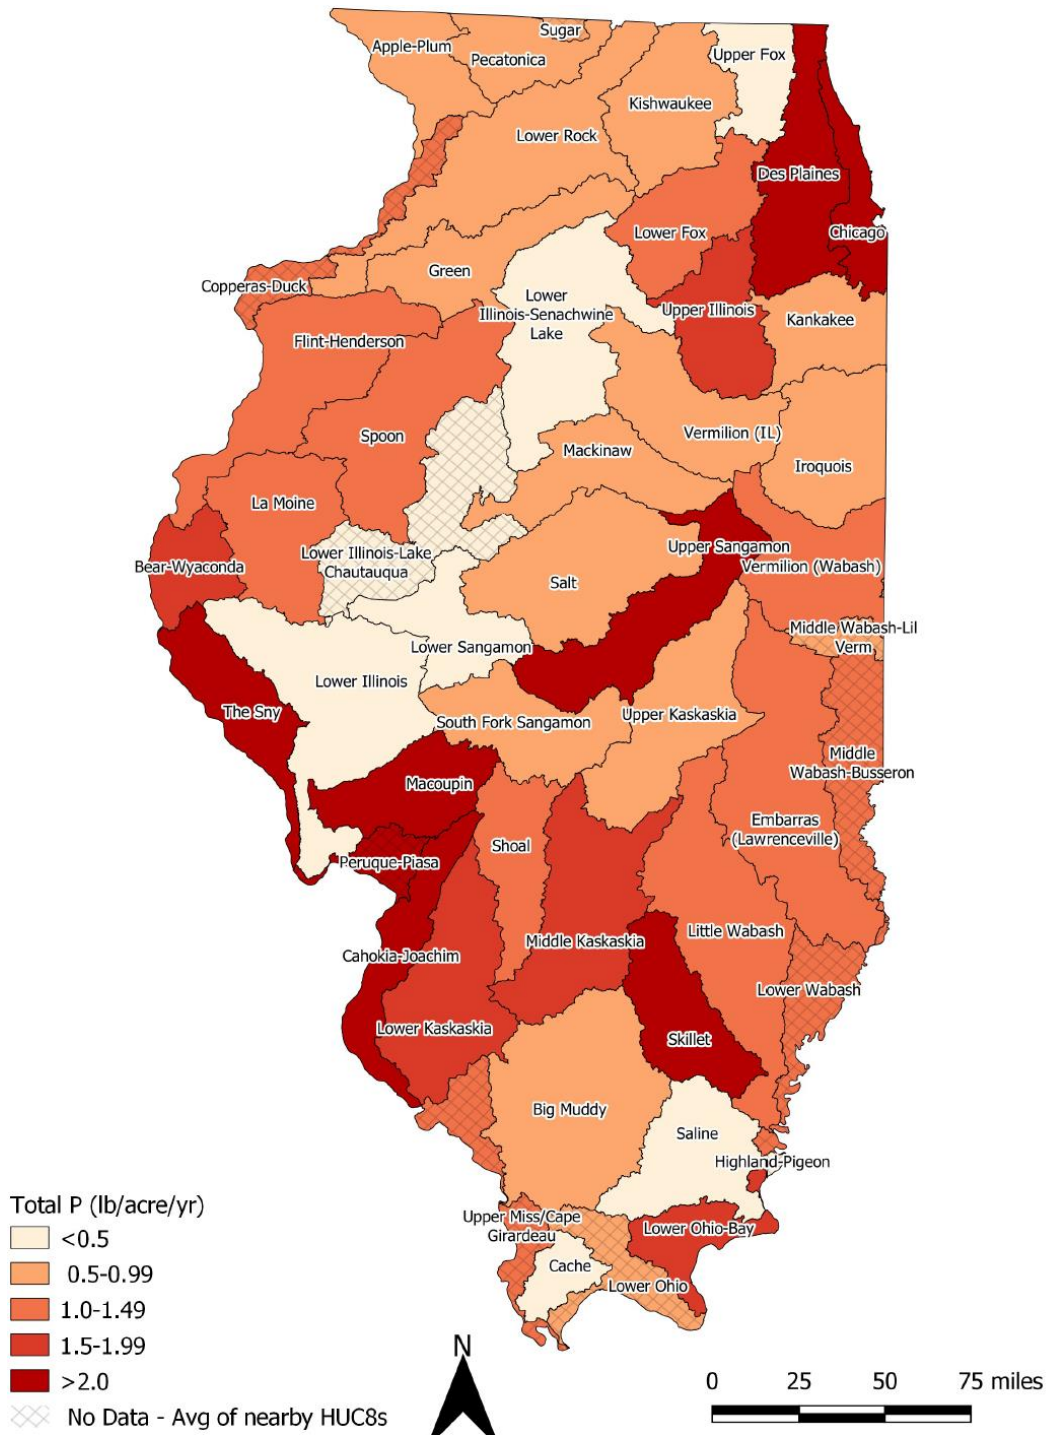 Sugar
Apple-Plum
Pecatonica
Upper Fox
Kishwaukee
Lower Rock
Des Plaines
Lower Fox
Chicago
Green
Copperas-Duck
Lower
Illinois-Senachwine
Lake
Upper Illinois
Kankakee
Flint-Henderson
Spoon
Vermilion (IL)
Mackinaw
Iroquois
La Moine
Upper Sangamon
Lower Illinois-Lake
Chautauqua
Bear-Wyaconda
Vermilion (Wabash)
Salt
Middle Wabash-Lil
Verm
Lower Sangamon
Lower Illinois
The Sny
South Fork Sangamon
Upper Kaskaskia
Middle
Wabash-Busseron
Macoupin
Embarras
(Lawrenceville)
Shoal
Peruque-Piasa
Little Wabash
Middle Kaskaskia
Cahokia-Joachim
Lower Wabash
Lower Kaskaskia
Skillet
Big Muddy
Saline
Highland-Pigeon
Upper Miss/Cape
Girardeau
Lower Ohio-Bay
Cache
Lower Ohio
Total P (lb/acre/yr)
<0.5
0.5-0.99
1.0-1.49
1.5-1.99
>2.0
No Data - Avg of nearby HUC8s
N
0 25 50 75 miles